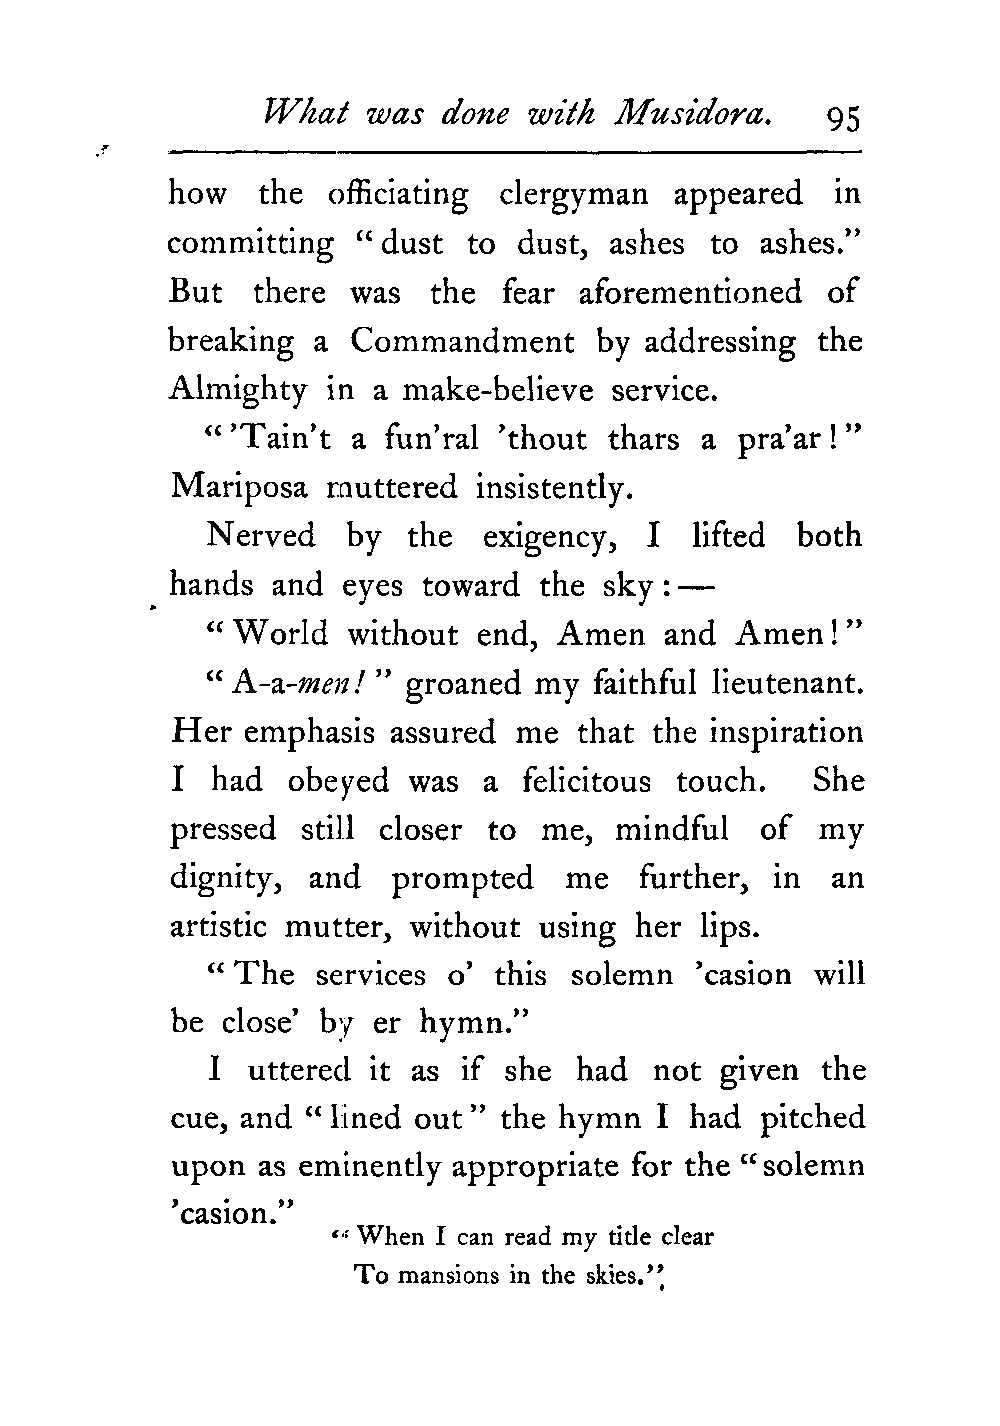 What was done with Musidora. 95
how the officiating clergyman appeared in
committing “dust to dust, ashes to ashes.”
But there was the fear aforementioned of
breaking a Commandment by addressing the
Almighty in a make-believe service.
“’Tain’t a fun’ral ’thout thars a pra’ar!”
Mariposa muttered insistently.
Nerved by the exigency, I lifted both
hands and eyes toward the sky:—
“World without end, Amen and Amen!”
“A-a-men!” groaned my faithful lieutenant.
Her emphasis assured me that the inspiration
I had obeyed was a felicitous touch. She
pressed still closer to me, mindful of my
dignity, and prompted me further, in an
artistic mutter, without using her lips.
“The services o’ this solemn ’casion will
be close’ by er hymn.”
I uttered it as if she had not given the
cue, and “lined out” the hymn I had pitched
upon as eminently appropriate for the “solemn
’casion.”
“When I can read my title clear
To mansions in the skies.”